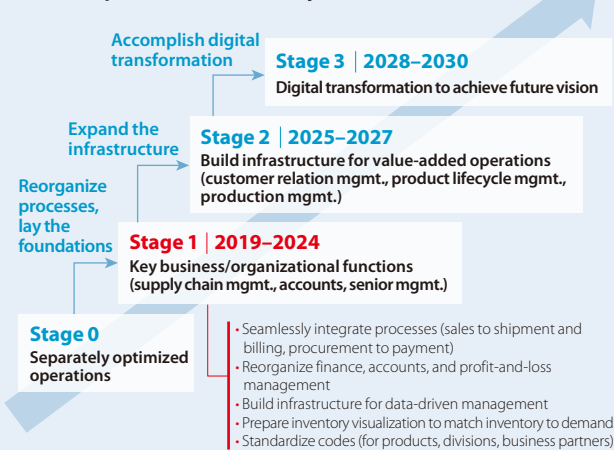 Accomplish digital
transformation
Stage 3 | 2028–2030
Digital transformation to achieve future vision
Expand the
infrastructure
Stage 2 | 2025–2027
Build infrastructure for value-added operations
(customer relation mgmt., product lifecycle mgmt.,
production mgmt.)
Reorganize
processes,
lay the
foundations
Stage 1 | 2019–2024
Key business/organizational functions
(supply chain mgmt., accounts, senior mgmt.)
Stage 0
Separately optimized
operations
• Seamlessly integrate processes (sales to shipment and
billing, procurement to payment)
• Reorganize finance, accounts, and profit-and-loss
management
• Build infrastructure for data-driven management
• Prepare inventory visualization to match inventory to demand
• Standardize codes (for products, divisions, business partners)